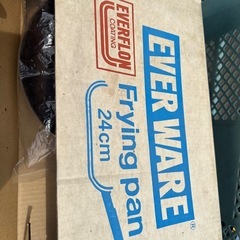 EVER WARE®
EVERFLON
COATING
Frying pan
24cm